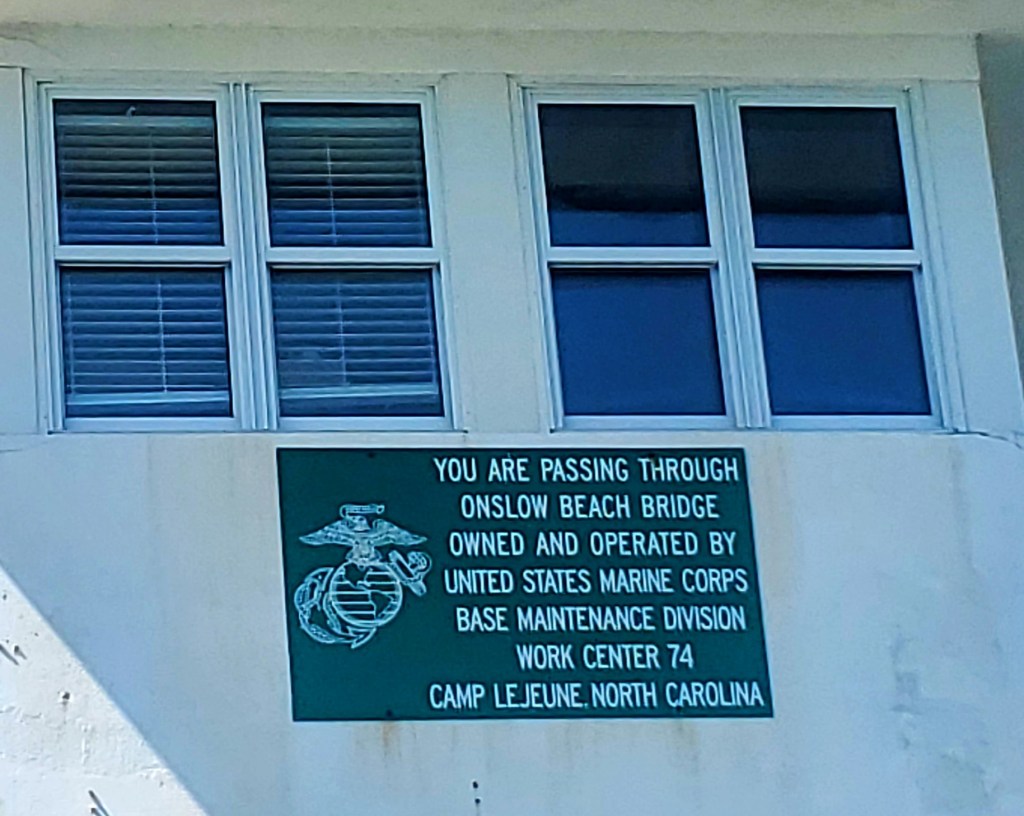 YOU ARE PASSING THROUGH
ONSLOW BEACH BRIDGE
OWNED AND OPERATED BY
UNITED STATES MARINE CORPS
BASE MAINTENANCE DIVISION
WORK CENTER 74
CAMP LEJEUNE, NORTH CAROLINA